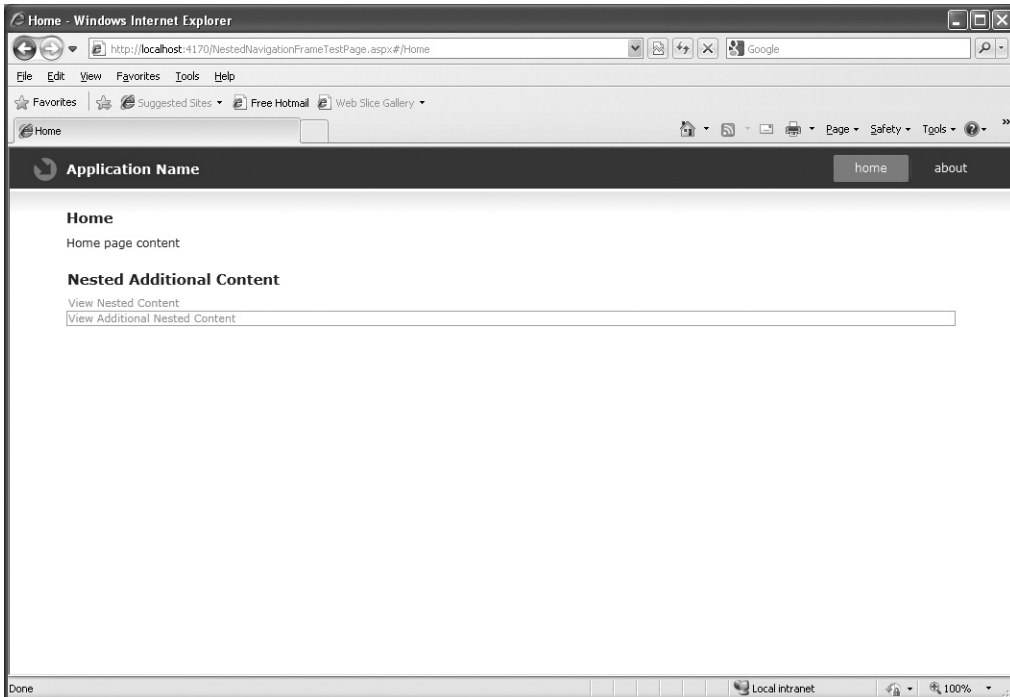 Home - Windows Internet Explorer
http://localhost:4170/NestedNavigationFrameTestPage.aspx#/Home
Google
File Edit View Favorites Tools Help
Favorites Suggested Sites Free Hotmail Web Slice Gallery
Home Page Safety Tools
Application Name home about
Home
Home page content
Nested Additional Content
View Nested Content
View Additional Nested Content
Done Local intranet 100%